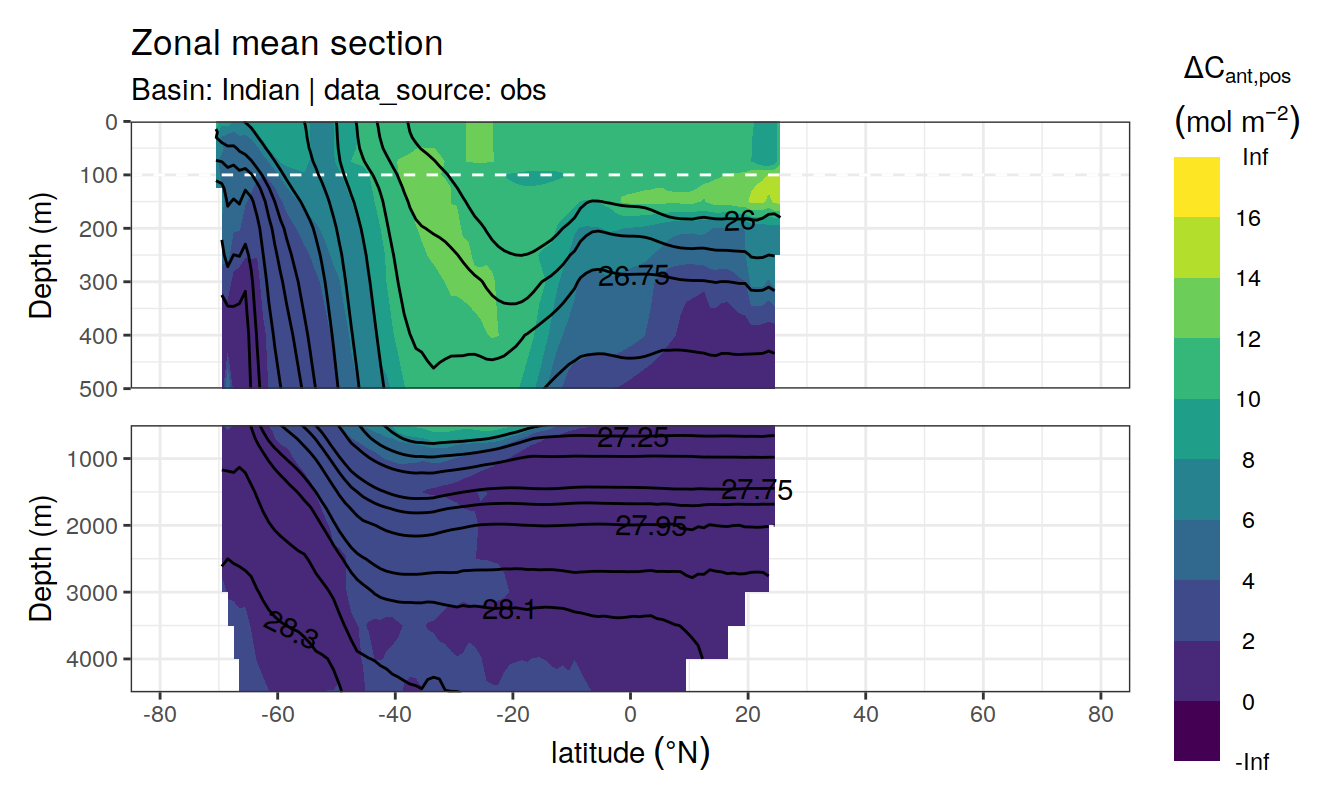 Zonal mean section
Basin: Indian | data_source: obs
ΔC_ant,pos
(mol m⁻²)
Inf
16
14
12
10
8
6
4
2
0
-Inf
Depth (m)
0
100
200
300
400
500
26
26.75
Depth (m)
1000
2000
3000
4000
27.25
27.75
27.95
28.1
28.3
-80 -60 -40 -20 0 20 40 60 80
latitude (°N)